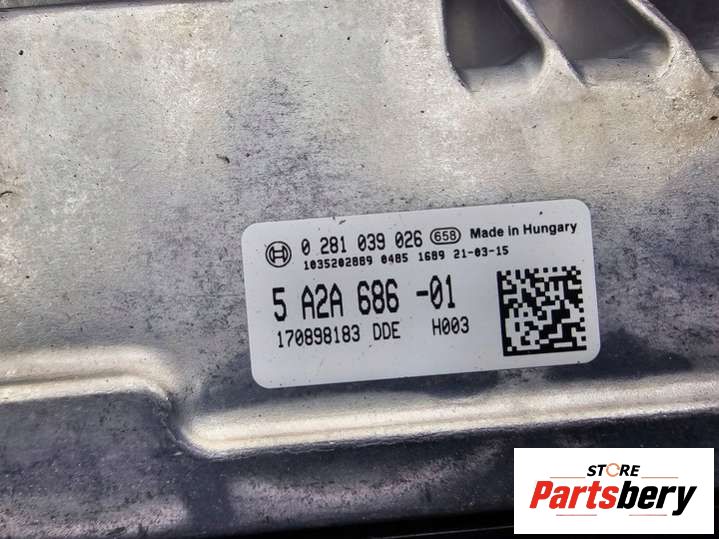 0 281 039 026 658 Made in Hungary
1035202889 0485 1689 21-03-15
5 A2A 686 -01
170898183 DDE H003
STORE
Partsbery